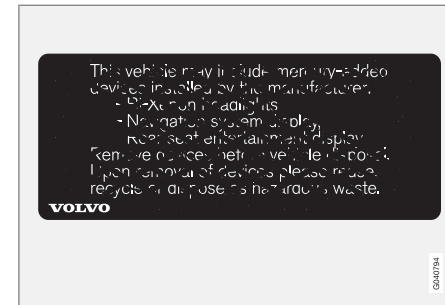 This vehicle may include mercury-added
devices installed by the manufacturer:
- Bi-Xenon headlights
- Navigation system display
- Rear seat entertainment display
Remove devices before vehicle disposal.
Upon removal of devices please reuse,
recycle or dispose as hazardous waste.
VOLVO
G040794